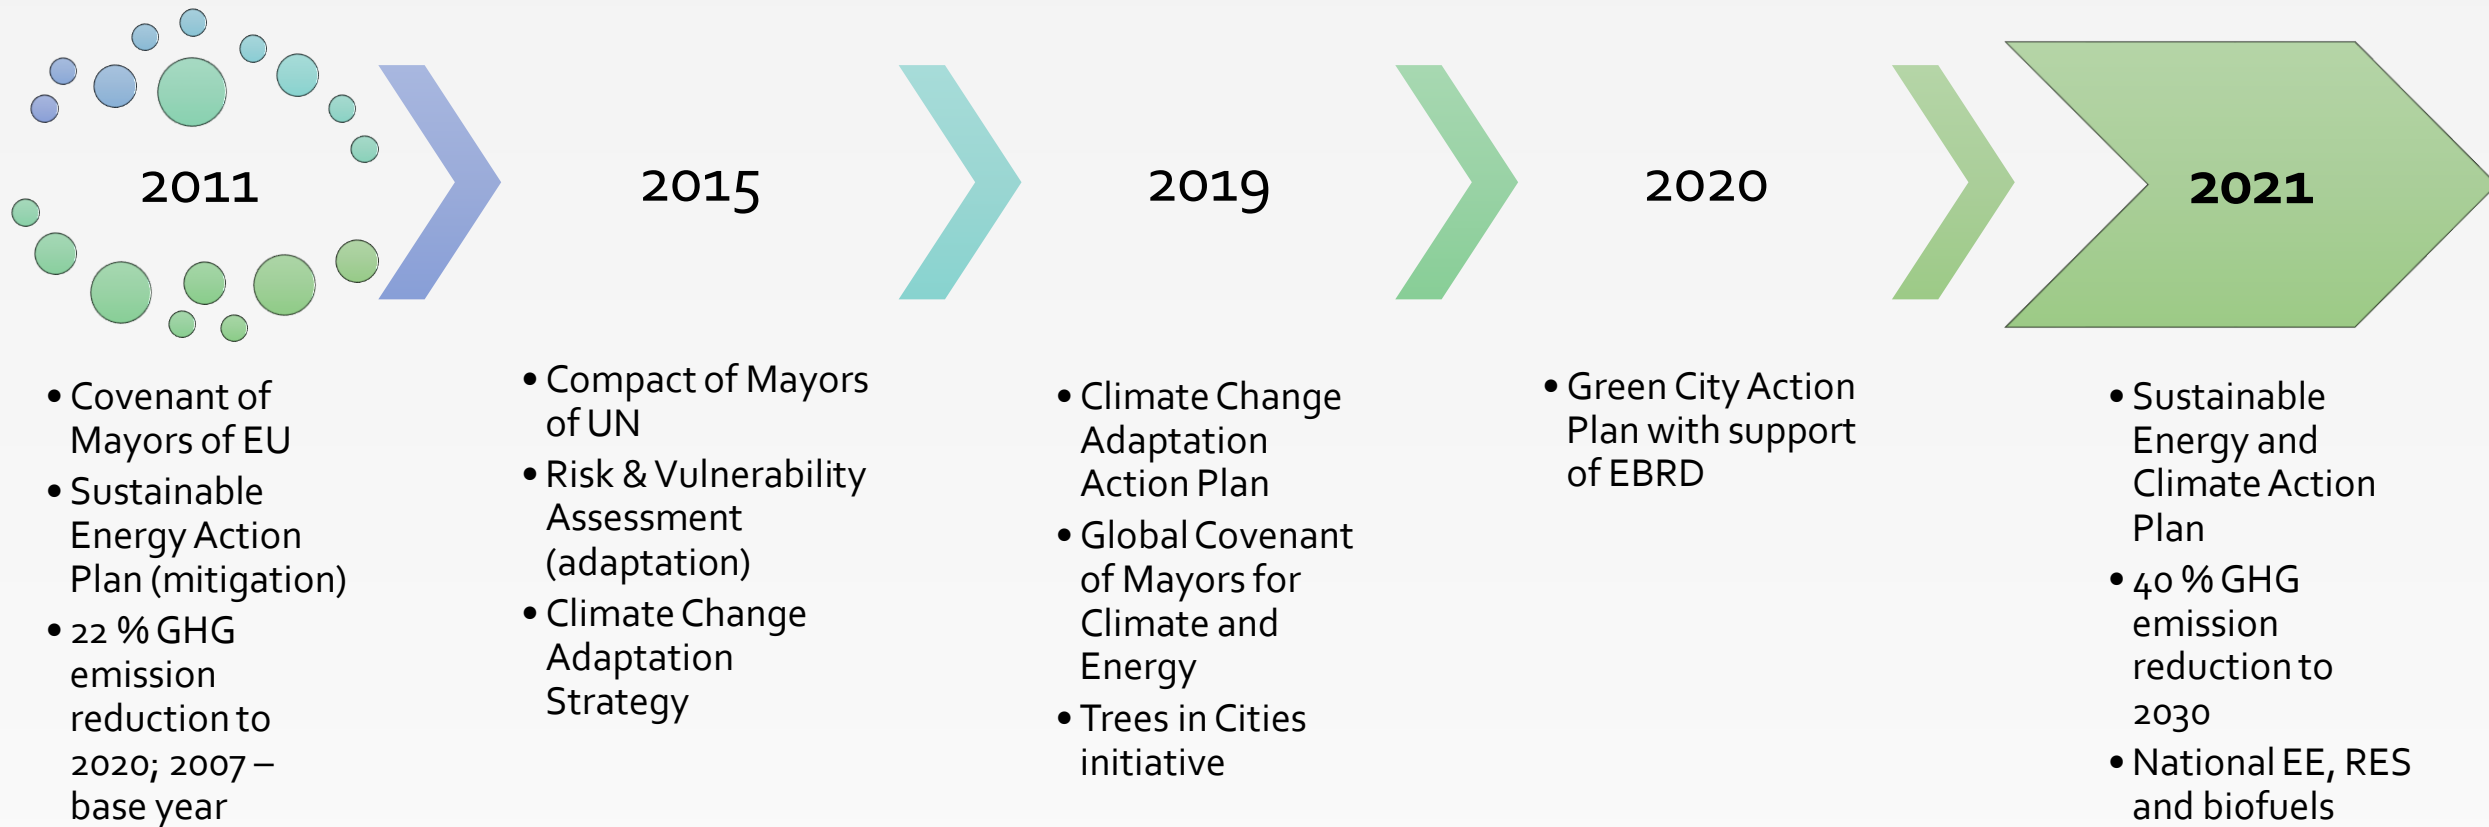 2011
2015
2019
2020
2021
• Covenant of
Mayors of EU
• Sustainable
Energy Action
Plan (mitigation)
• 22 % GHG
emission
reduction to
2020; 2007 –
base year
• Compact of Mayors
of UN
• Risk & Vulnerability
Assessment
(adaptation)
• Climate Change
Adaptation
Strategy
• Climate Change
Adaptation
Action Plan
• Global Covenant
of Mayors for
Climate and
Energy
• Trees in Cities
initiative
• Green City Action
Plan with support
of EBRD
• Sustainable
Energy and
Climate Action
Plan
• 40 % GHG
emission
reduction to
2030
• National EE, RES
and biofuels